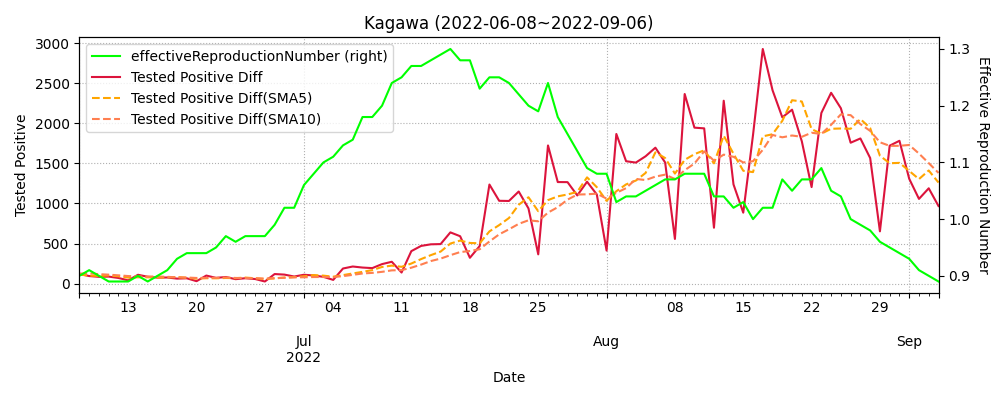 Kagawa (2022-06-08~2022-09-06)
effectiveReproductionNumber (right)
Tested Positive Diff
Tested Positive Diff(SMA5)
Tested Positive Diff(SMA10)
Tested Positive
3000
2500
2000
1500
1000
500
0
Effective Reproduction Number
1.3
1.2
1.1
1.0
0.9
13 20 27 04 11 18 25 08 15 22 29
Jul Aug Sep
2022
Date